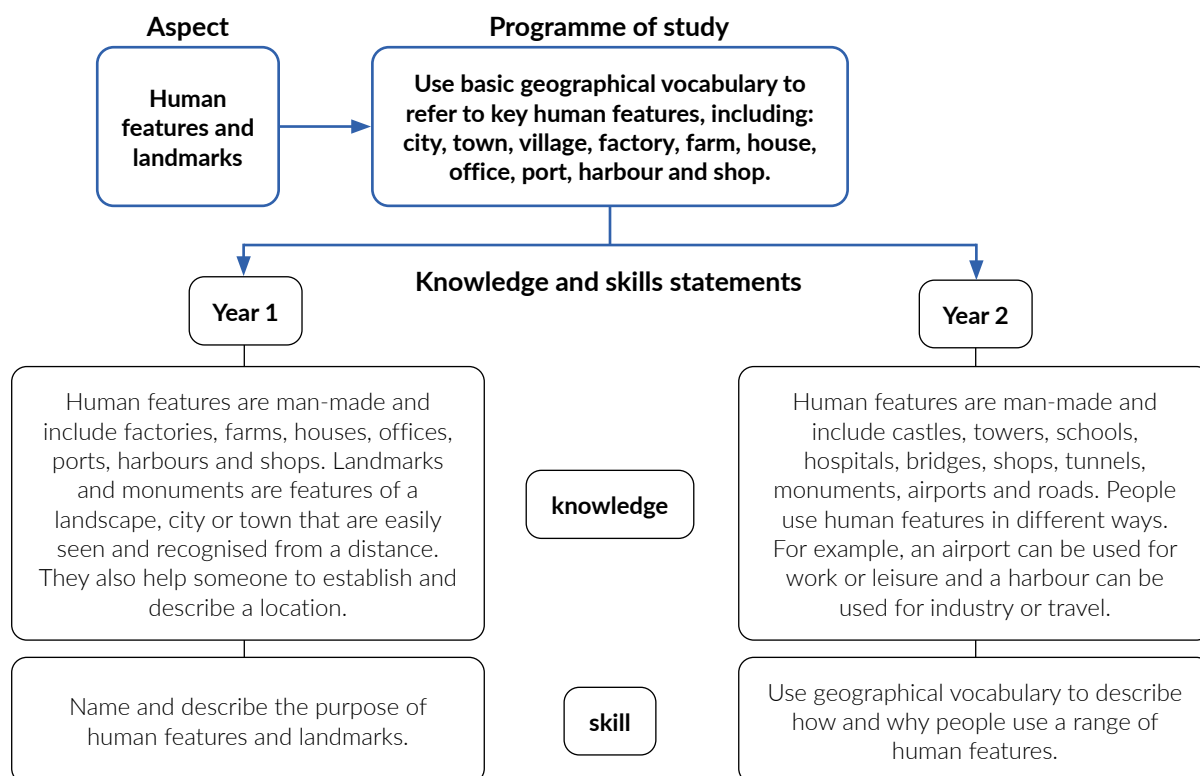 Aspect
Programme of study
Human
features and
landmarks
Use basic geographical vocabulary to
refer to key human features, including:
city, town, village, factory, farm, house,
office, port, harbour and shop.
Knowledge and skills statements
Year 1
Year 2
Human features are man-made and
include factories, farms, houses, offices,
ports, harbours and shops. Landmarks
and monuments are features of a
landscape, city or town that are easily
seen and recognised from a distance.
They also help someone to establish and
describe a location.
knowledge
Human features are man-made and
include castles, towers, schools,
hospitals, bridges, shops, tunnels,
monuments, airports and roads. People
use human features in different ways.
For example, an airport can be used for
work or leisure and a harbour can be
used for industry or travel.
Name and describe the purpose of
human features and landmarks.
skill
Use geographical vocabulary to describe
how and why people use a range of
human features.